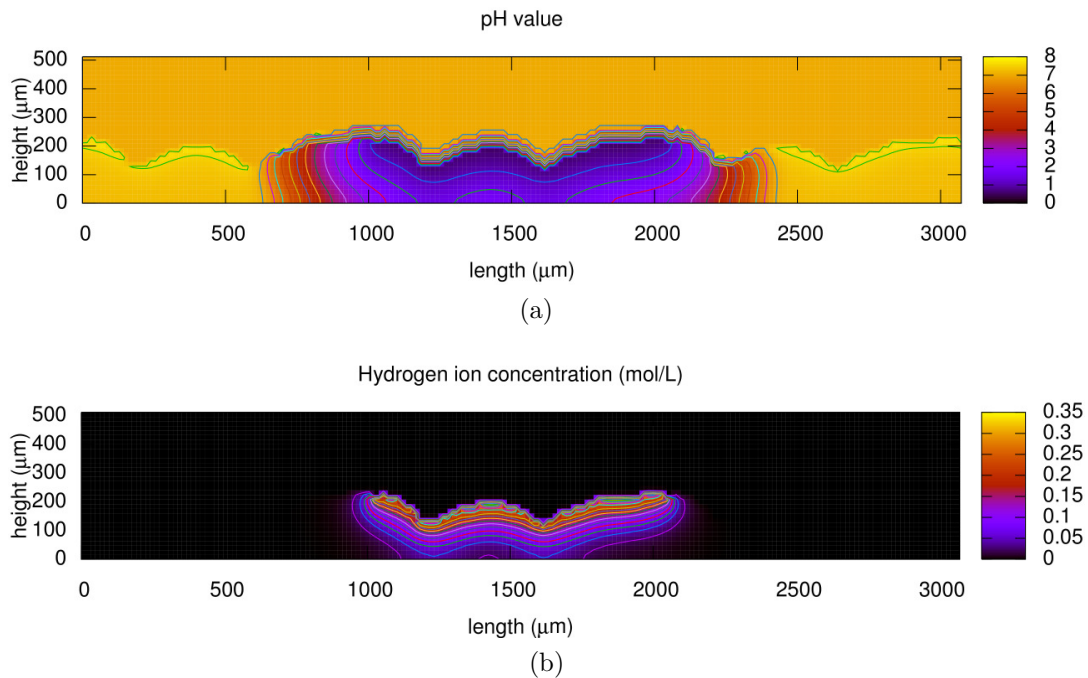 pH value
height (μm)
500
400
300
200
100
0
0 500 1000 1500 2000 2500 3000
length (μm)
8
7
6
5
4
3
2
1
0
(a)
Hydrogen ion concentration (mol/L)
height (μm)
500
400
300
200
100
0
0 500 1000 1500 2000 2500 3000
length (μm)
0.35
0.3
0.25
0.2
0.15
0.1
0.05
0
(b)